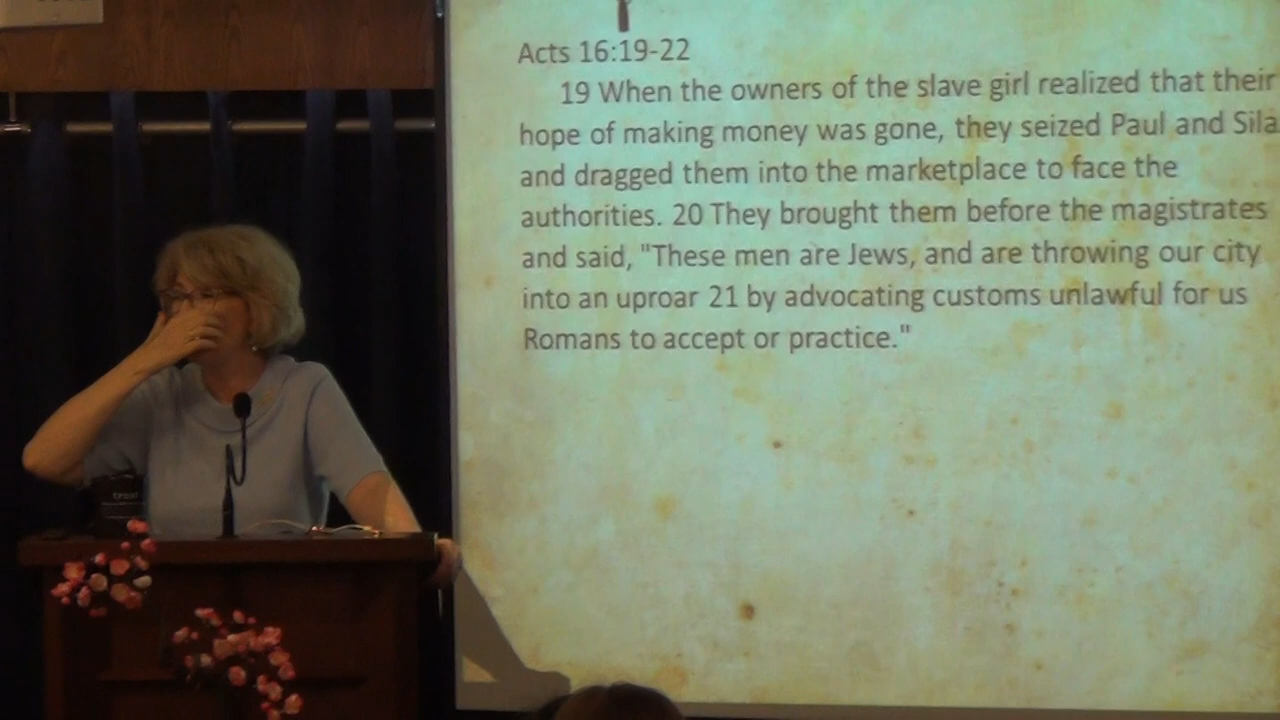 Acts 16:19-22
19 When the owners of the slave girl realized that their
hope of making money was gone, they seized Paul and Sila
and dragged them into the marketplace to face the
authorities. 20 They brought them before the magistrates
and said, "These men are Jews, and are throwing our city
into an uproar 21 by advocating customs unlawful for us
Romans to accept or practice."